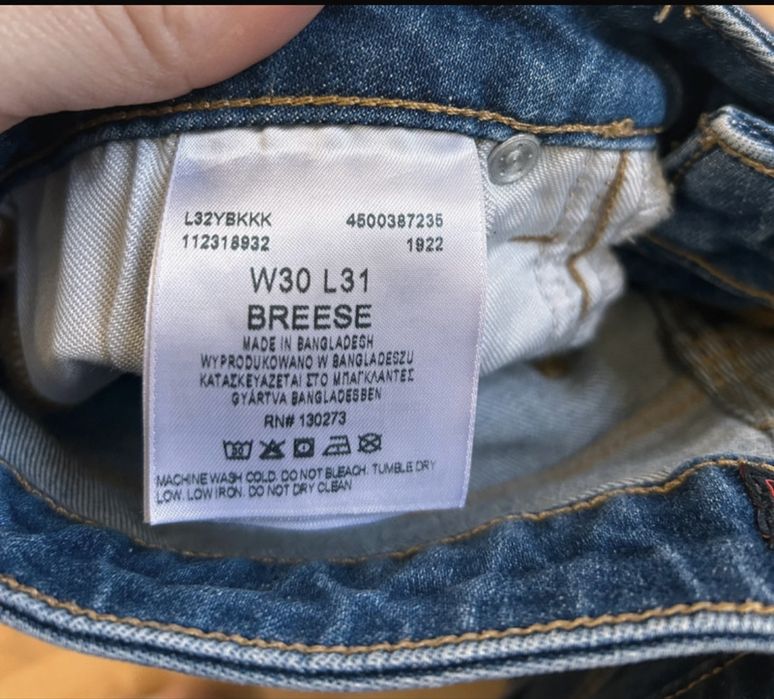 L32YBKKK 4500387235
112318932 1922
W30 L31
BREESE
MADE IN BANGLADESH
WYPRODUKOWANO W BANGLADESZU
ΚΑΤΑΣΚΕΥΑΖΕΤΑΙ ΣΤΟ ΜΠΑΓΚΛΑΝΤΕΣ
GYÁRTVA BANGLADESBEN
RN# 130273
30
MACHINE WASH COLD. DO NOT BLEACH. TUMBLE DRY
LOW. LOW IRON. DO NOT DRY CLEAN